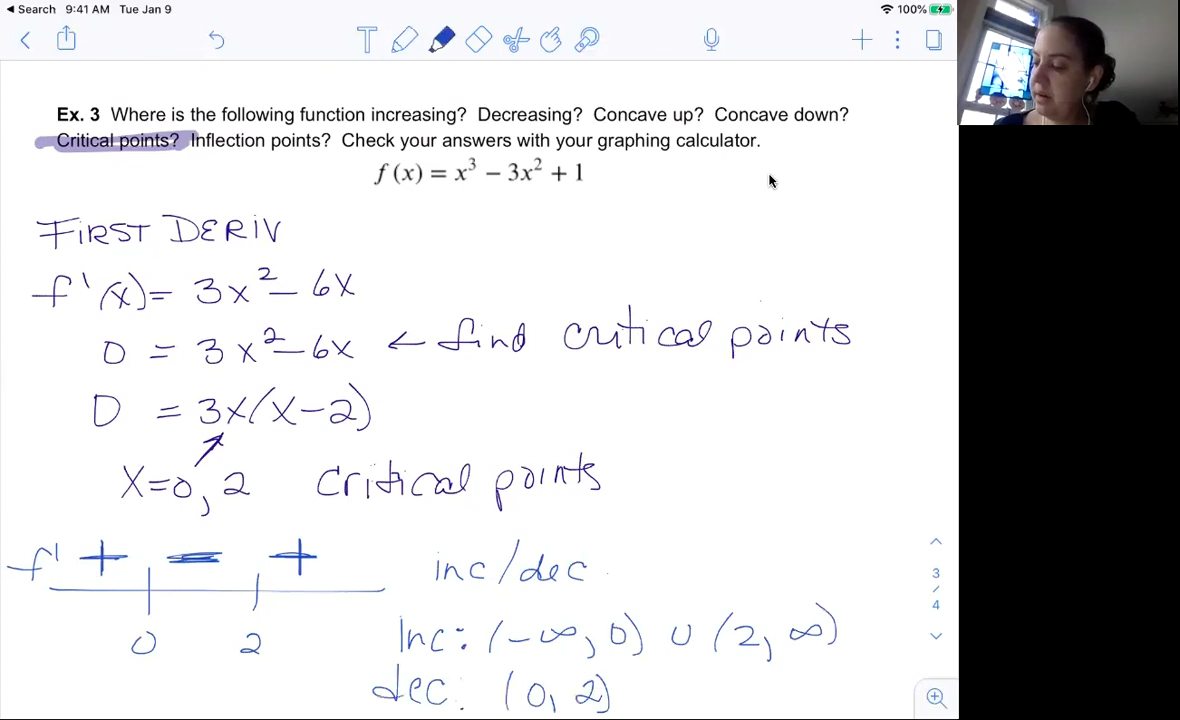 Search 9:41 AM Tue Jan 9 100%
Ex. 3 Where is the following function increasing? Decreasing? Concave up? Concave down?
Critical points? Inflection points? Check your answers with your graphing calculator.
f (x) = x³ − 3x² + 1
FIRST DERIV
f'(x) = 3x² − 6x
0 = 3x² − 6x ← find critical points
0 = 3x(x−2)
x=0, 2 critical points
f' + − + inc/dec
0 2
Inc: (−∞, 0) ∪ (2, ∞)
dec: (0, 2)
3
/
4